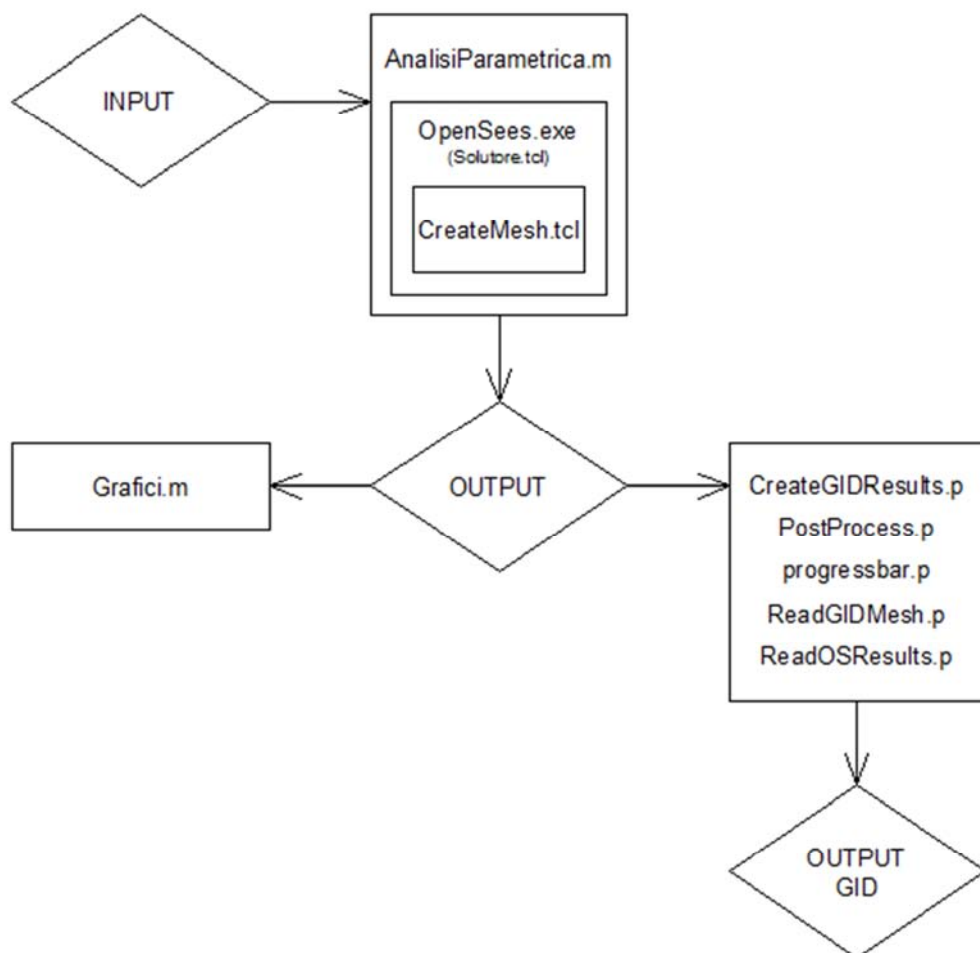 INPUT
AnalisiParametrica.m
OpenSees.exe
(Solutore.tcl)
CreateMesh.tcl
Grafici.m
OUTPUT
CreateGIDResults.p
PostProcess.p
progressbar.p
ReadGIDMesh.p
ReadOSResults.p
OUTPUT
GID